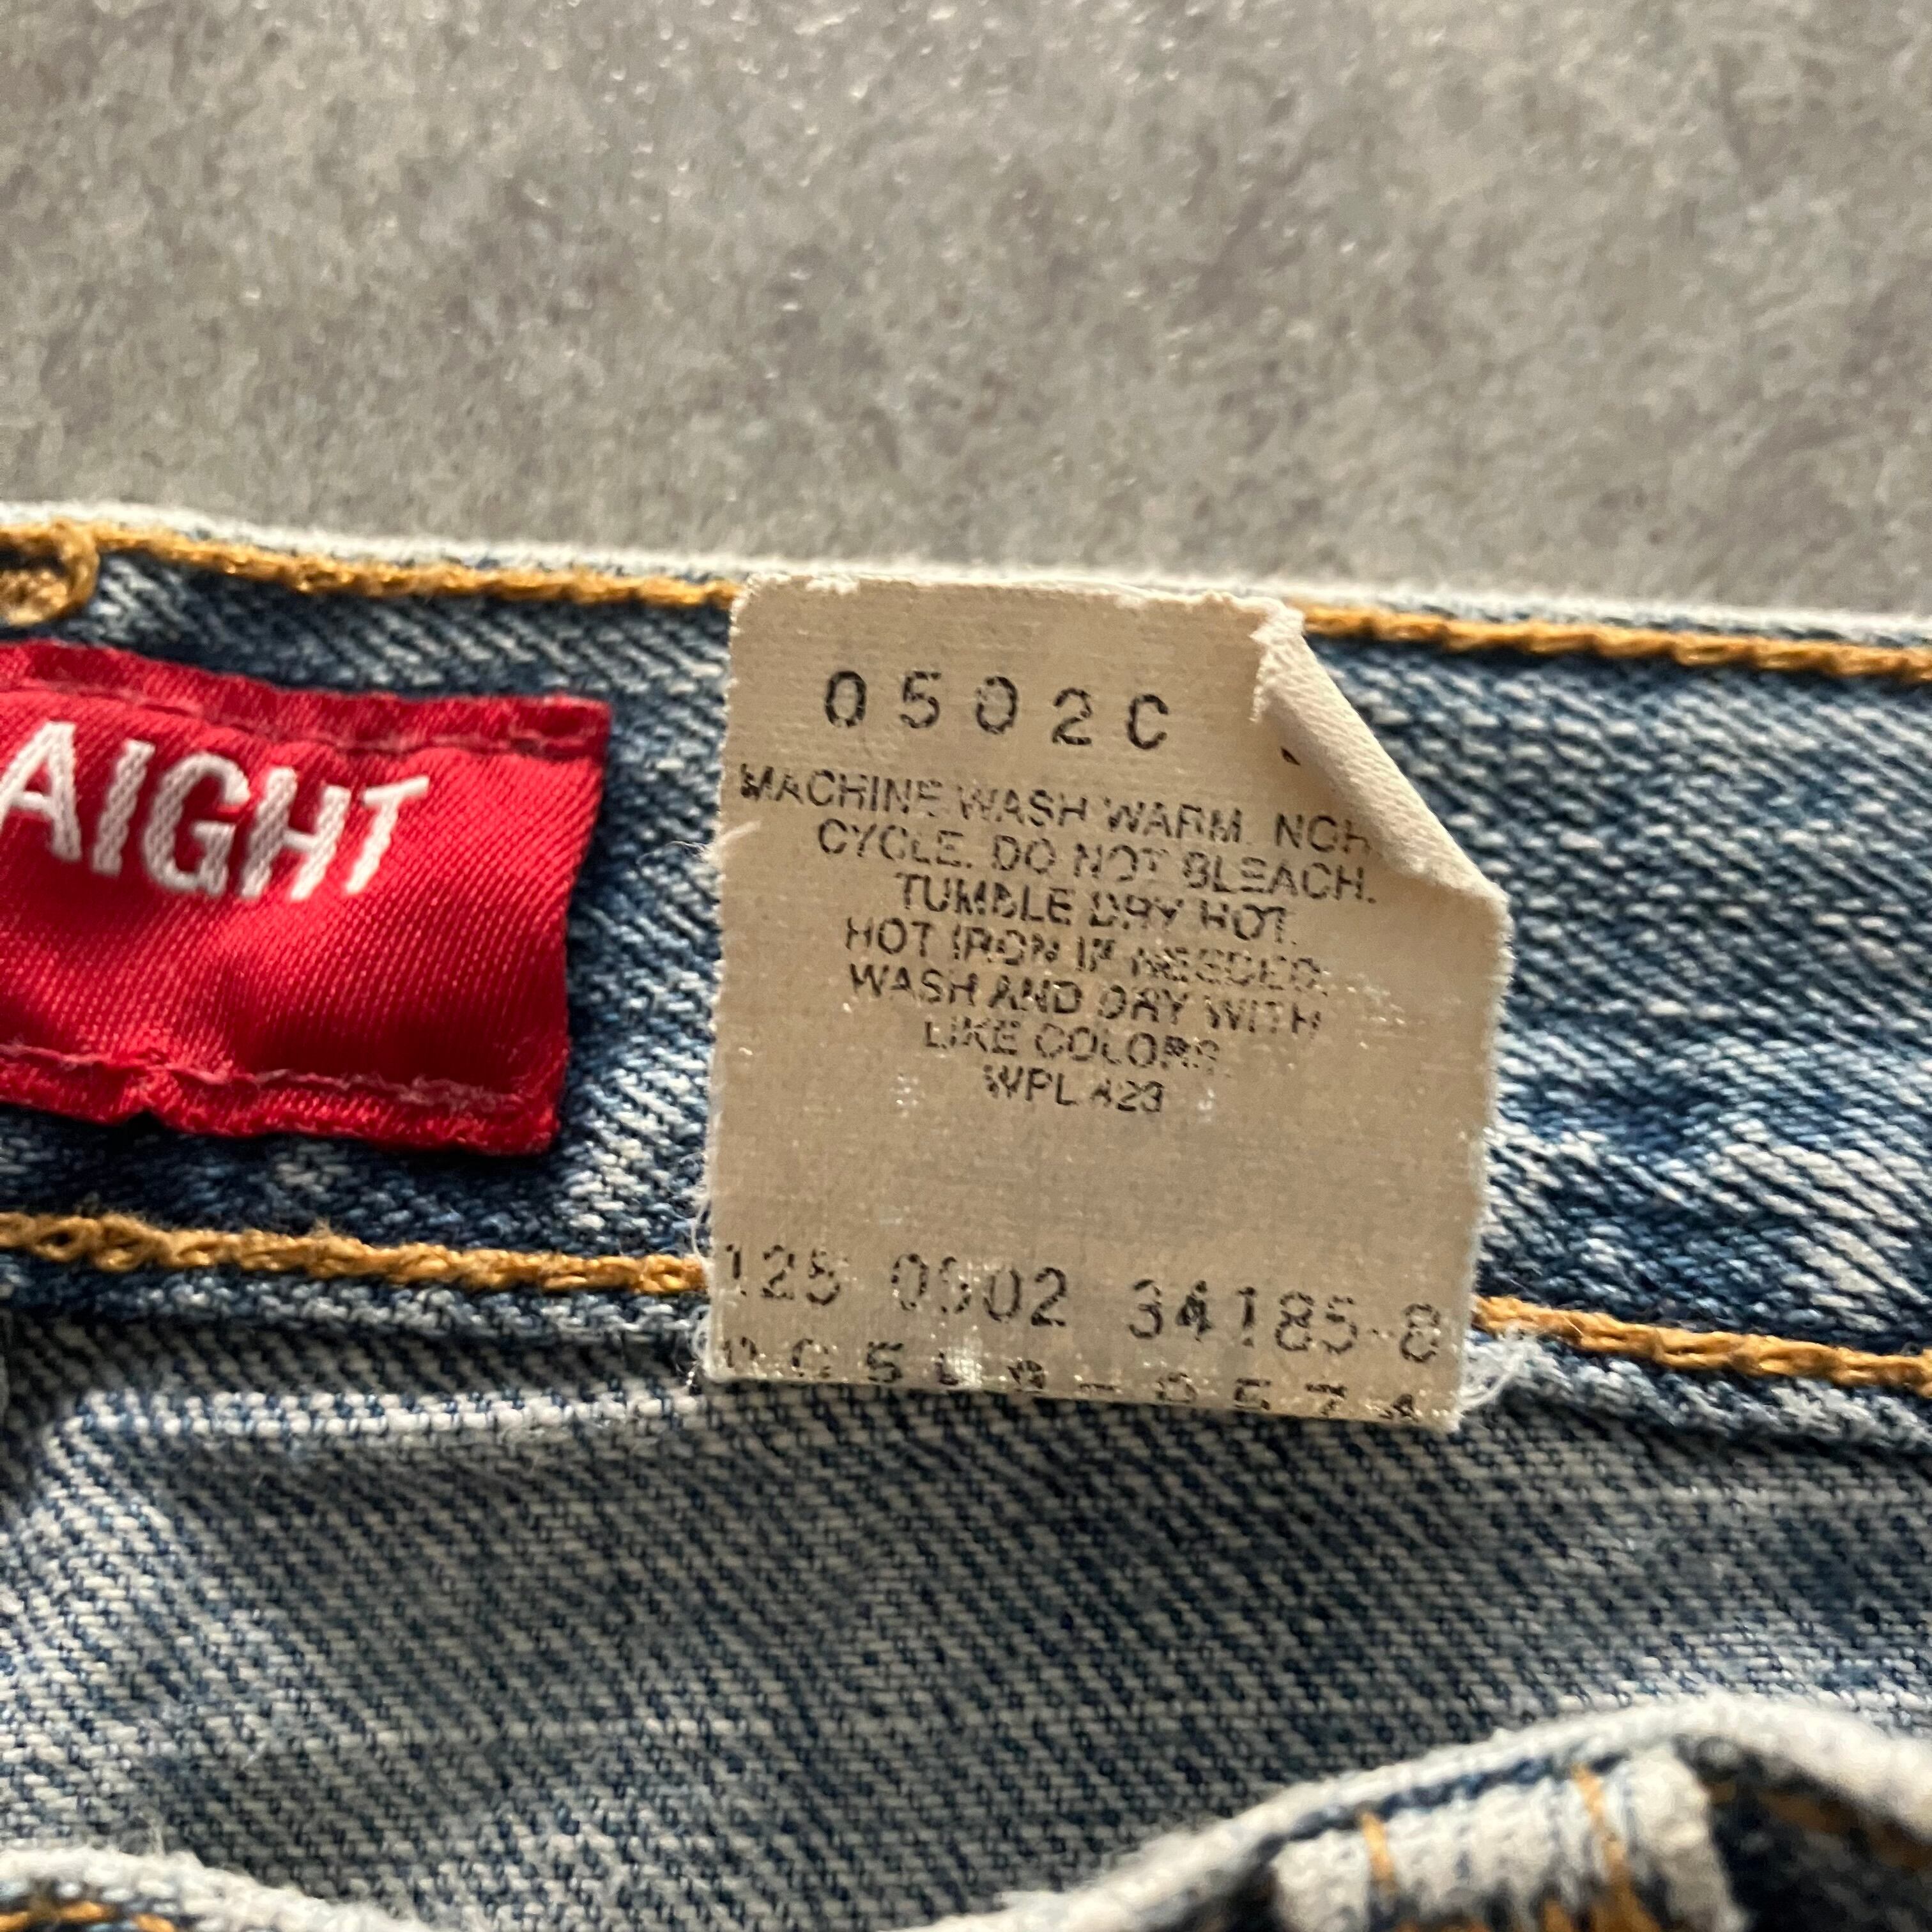 AIGHT
0502C
MACHINE WASH WARM. NOR
CYCLE. DO NOT BLEACH.
TUMBLE DRY HOT.
HOT IRON IF NEEDED.
WASH AND DRY WITH
LIKE COLORS.
WPL 423
125 0902 34185-8